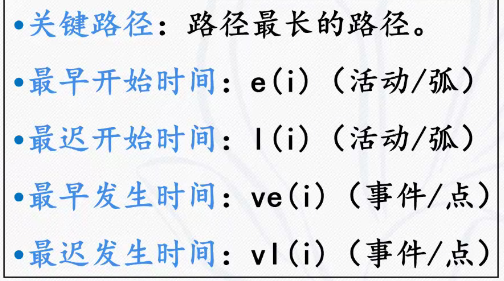 •关键路径：路径最长的路径。
•最早开始时间：e(i)（活动/弧）
•最迟开始时间：l(i)（活动/弧）
•最早发生时间：ve(i)（事件/点）
•最迟发生时间：vl(i)（事件/点）